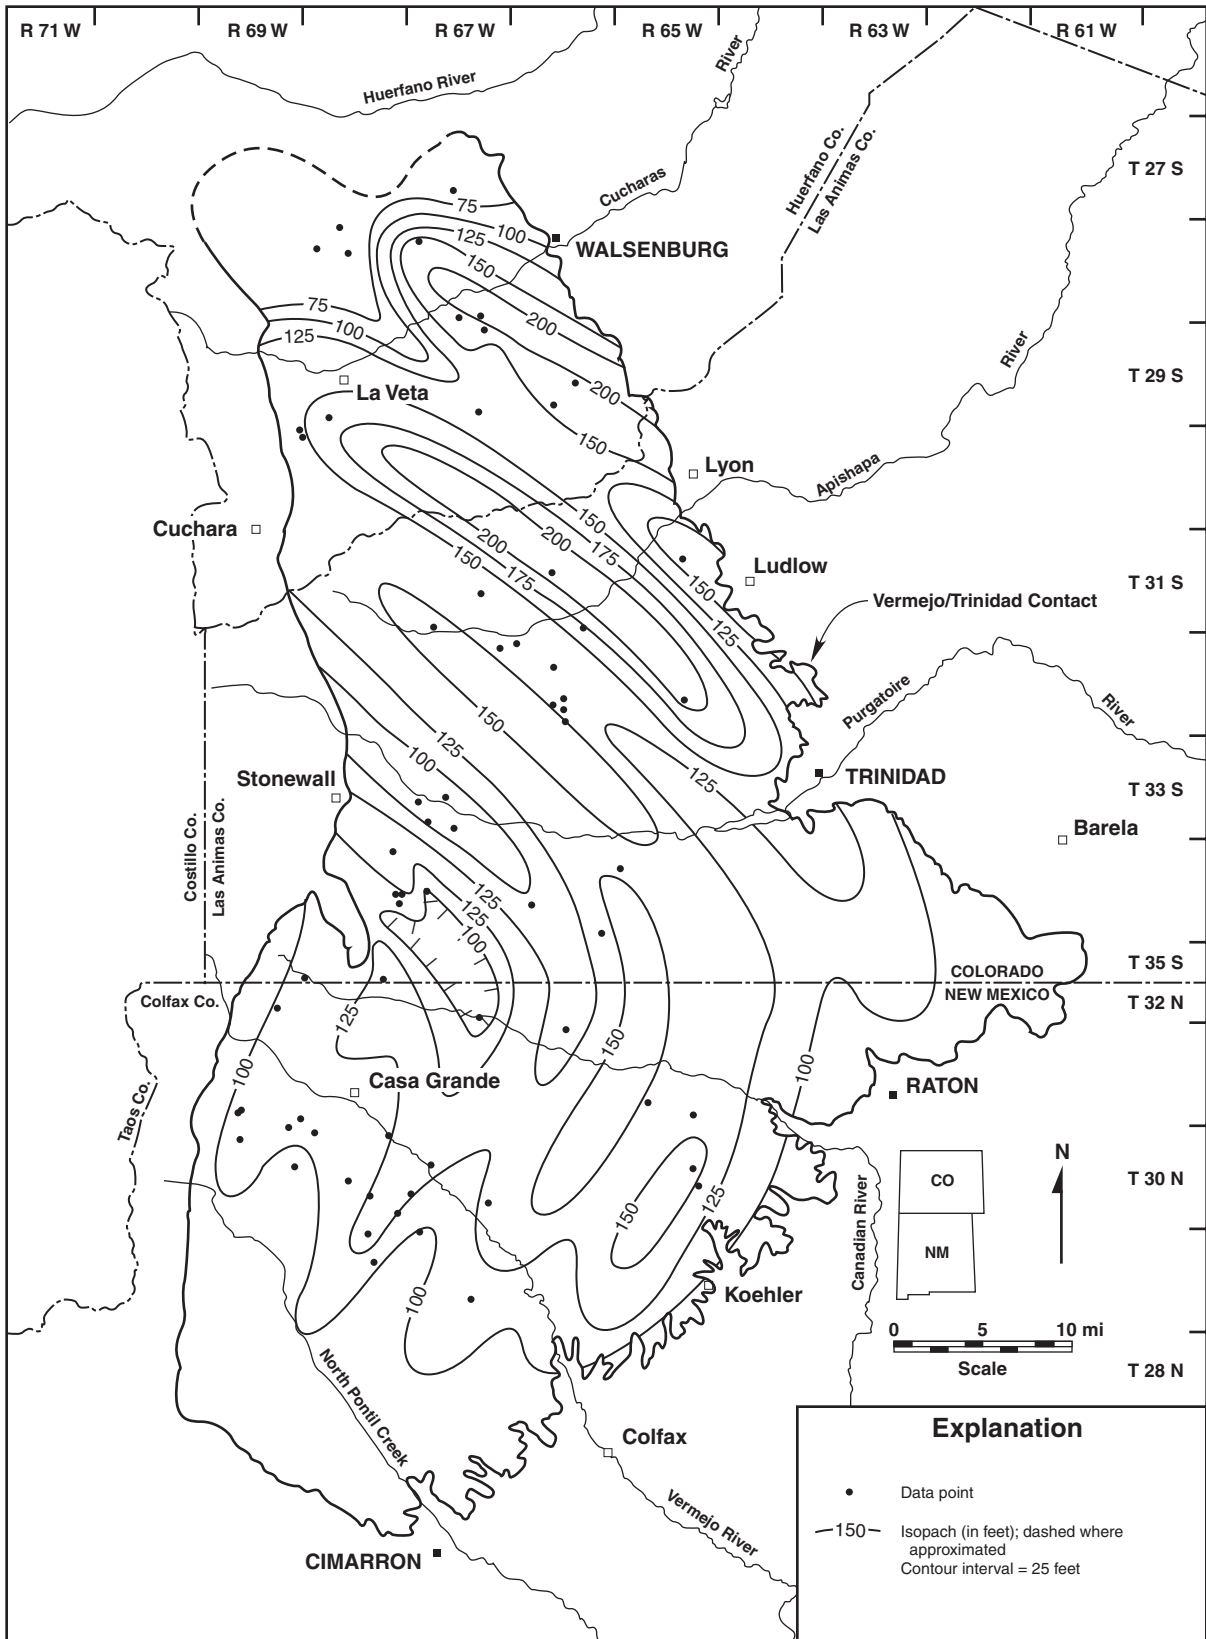 R 71 W
R 69 W
R 67 W
R 65 W
R 63 W
R 61 W
Huerfano River
River
Cucharas
Huerfano Co.
Las Animas Co.
T 27 S
75
100
125
150
WALSENBURG
200
75
100
125
River
T 29 S
La Veta
200
150
Lyon
Apishapa
Cuchara
150
200
200
175
150
175
Ludlow
150
T 31 S
Vermejo/Trinidad Contact
125
Purgatoire
River
150
125
100
125
Stonewall
TRINIDAD
T 33 S
Barela
Costillo Co.
Las Animas Co.
125
125
100
T 35 S
COLORADO
NEW MEXICO
Colfax Co.
T 32 N
125
150
100
100
Casa Grande
RATON
Taos Co.
N
CO
T 30 N
125
150
Canadian River
NM
Koehler
100
0 5 10 mi
Scale
T 28 N
North Pontil Creek
Explanation
Colfax
Data point
Vermejo River
150
Isopach (in feet); dashed where
approximated
Contour interval = 25 feet
CIMARRON